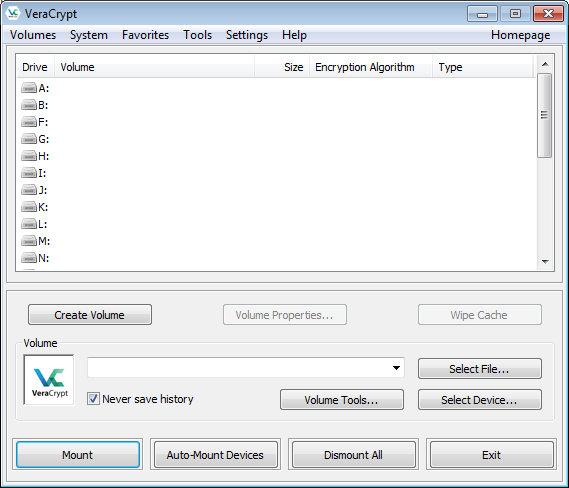 VeraCrypt
Volumes System Favorites Tools Settings Help Homepage
Drive Volume Size Encryption Algorithm Type
A:
B:
F:
G:
H:
I:
J:
K:
L:
M:
N:
Create Volume Volume Properties... Wipe Cache
Volume
Select File...
VeraCrypt
Never save history Volume Tools... Select Device...
Mount Auto-Mount Devices Dismount All Exit